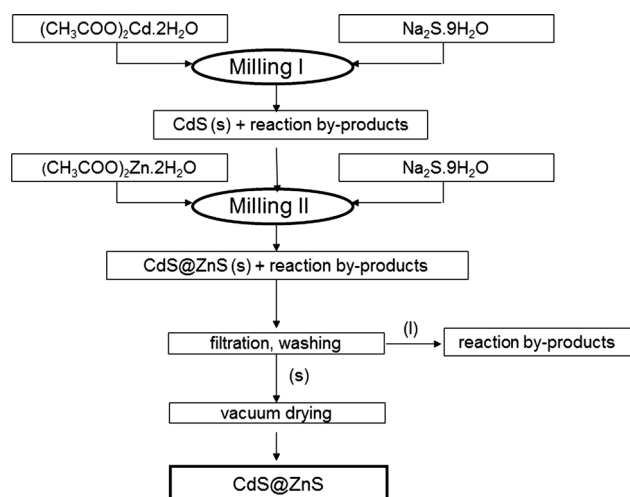 (CH₃COO)₂Cd.2H₂O
Na₂S.9H₂O
Milling I
CdS (s) + reaction by-products
(CH₃COO)₂Zn.2H₂O
Na₂S.9H₂O
Milling II
CdS@ZnS (s) + reaction by-products
filtration, washing
(l)
reaction by-products
(s)
vacuum drying
CdS@ZnS